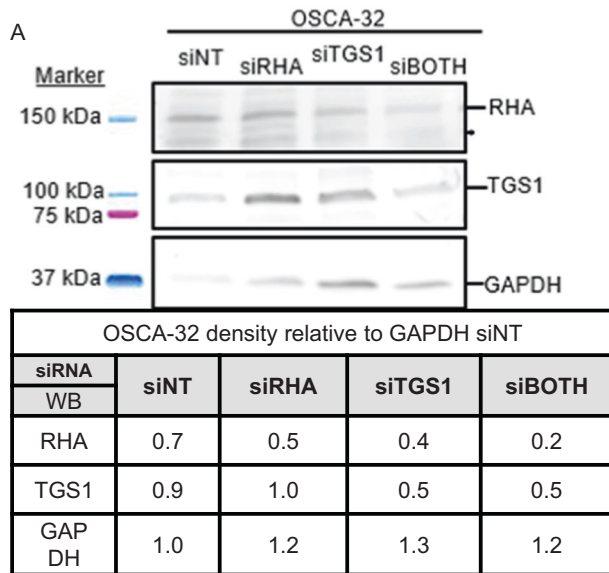 A
OSCA-32
siNT siRHA siTGS1 siBOTH
Marker
150 kDa
RHA
100 kDa
TGS1
75 kDa
37 kDa
GAPDH
OSCA-32 density relative to GAPDH siNT
siRNA
WB
siNT siRHA siTGS1 siBOTH
RHA 0.7 0.5 0.4 0.2
TGS1 0.9 1.0 0.5 0.5
GAP
DH
1.0 1.2 1.3 1.2